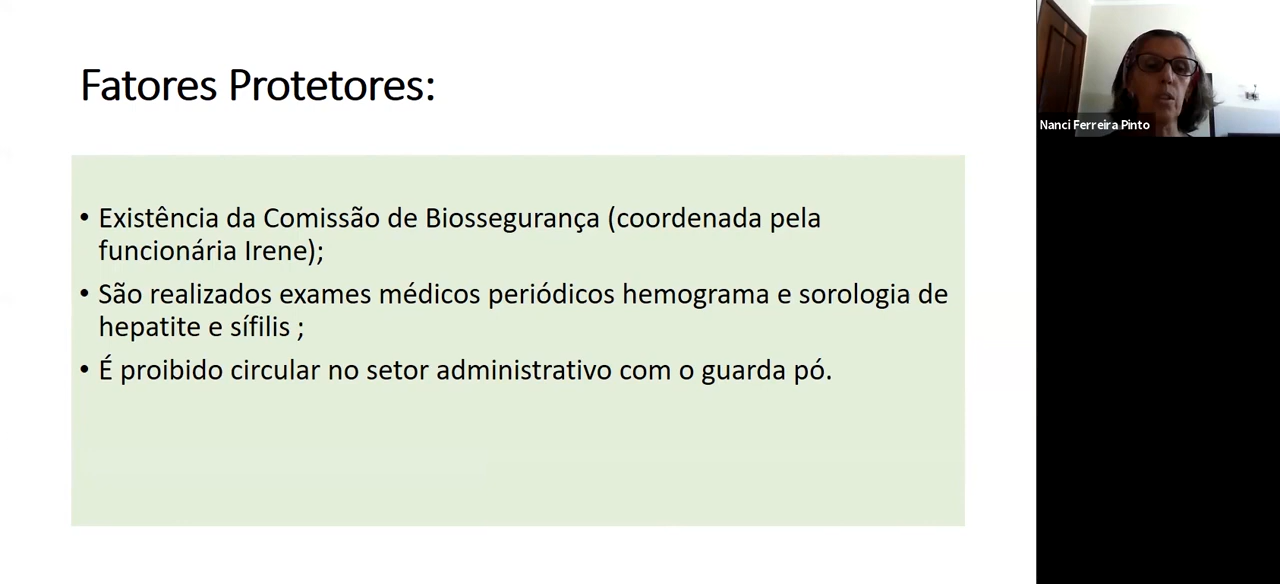 Fatores Protetores:
• Existência da Comissão de Biossegurança (coordenada pela
funcionária Irene);
• São realizados exames médicos periódicos hemograma e sorologia de
hepatite e sífilis ;
• É proibido circular no setor administrativo com o guarda pó.
Nanci Ferreira Pinto